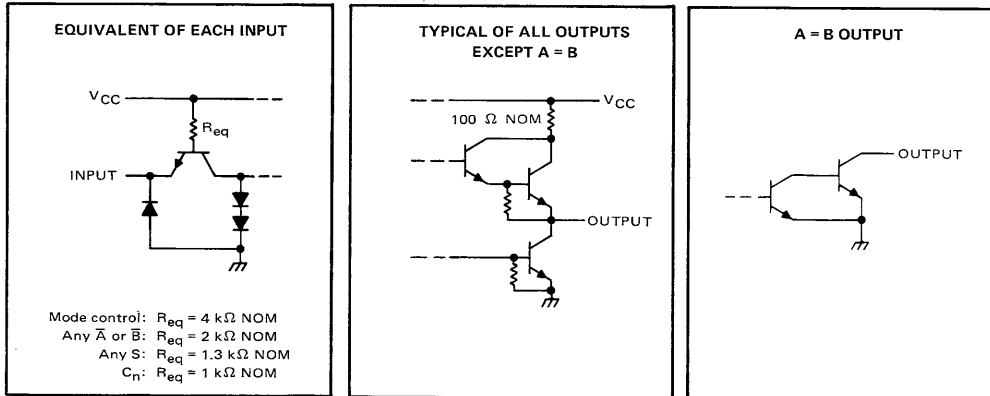 EQUIVALENT OF EACH INPUT
VCC
Req
INPUT
Mode control: Req = 4 kΩ NOM
Any A̅ or B̅: Req = 2 kΩ NOM
Any S: Req = 1.3 kΩ NOM
Cn: Req = 1 kΩ NOM
TYPICAL OF ALL OUTPUTS
EXCEPT A = B
VCC
100 Ω NOM
OUTPUT
A = B OUTPUT
OUTPUT